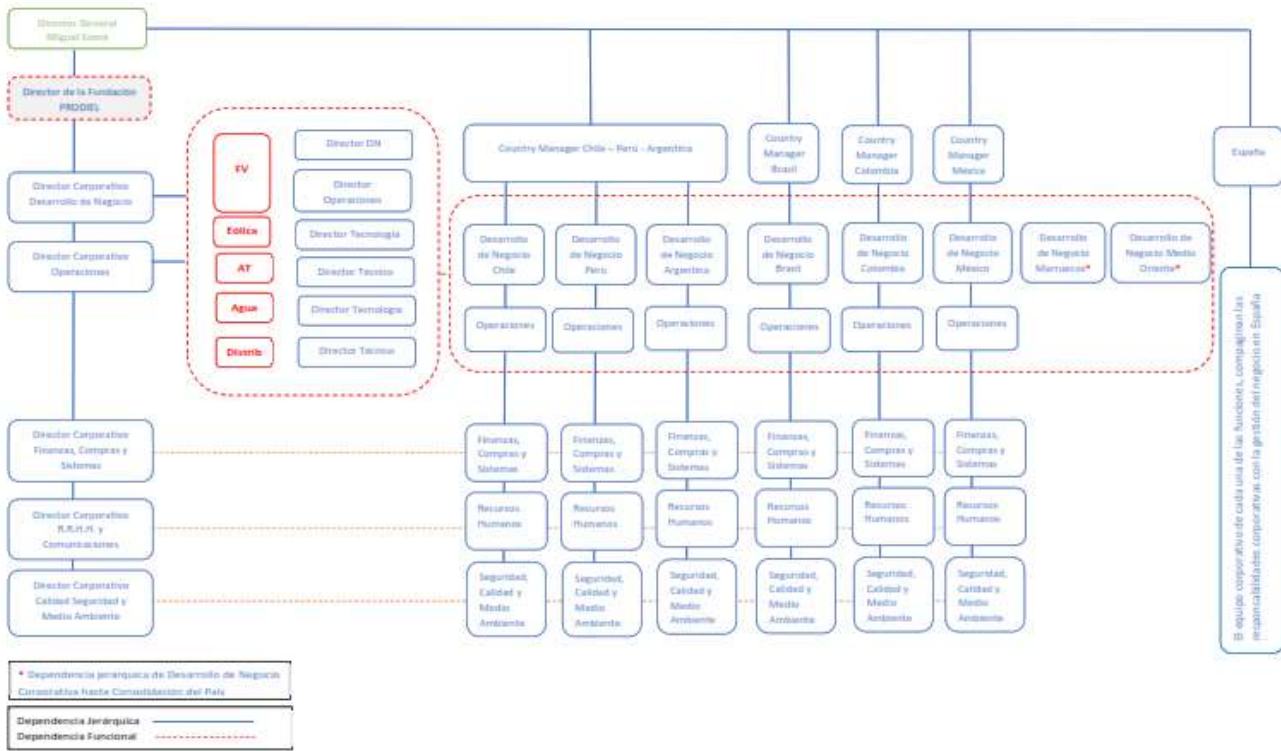 Director General
Miguel
Director de la Fundación
PRODIEL
Director Corporativo
Desarrollo de Negocio
Director Corporativo
Operaciones
FV
Director DN
Director
Operaciones
Eólica
Director Tecnología
AT
Director Técnico
Agua
Director Tecnología
Distrib
Director Técnico
Country Manager Chile – Perú - Argentina
Country
Manager
Brasil
Country
Manager
Colombia
Country
Manager
México
España
Desarrollo
de Negocio
Chile
Desarrollo
de Negocio
Perú
Desarrollo
de Negocio
Argentina
Desarrollo
de Negocio
Brasil
Desarrollo
de Negocio
Colombia
Desarrollo
de Negocio
México
Desarrollo
de Negocio
Marruecos*
Desarrollo de
Negocio Medio
Oriente*
Operaciones
Operaciones
Operaciones
Operaciones
Operaciones
Operaciones
El equipo corporativo de cada una de las funciones, compaginan las
responsabilidades corporativas con la gestión del negocio en España
Director Corporativo
Finanzas, Compras y
Sistemas
Finanzas,
Compras y
Sistemas
Finanzas,
Compras y
Sistemas
Finanzas,
Compras y
Sistemas
Finanzas,
Compras y
Sistemas
Finanzas,
Compras y
Sistemas
Finanzas,
Compras y
Sistemas
Director Corporativo
R.R.H.H. y
Comunicaciones
Recursos
Humanos
Recursos
Humanos
Recursos
Humanos
Recursos
Humanos
Recursos
Humanos
Recursos
Humanos
Director Corporativo
Calidad Seguridad y
Medio Ambiente
Seguridad,
Calidad y
Medio
Ambiente
Seguridad,
Calidad y
Medio
Ambiente
Seguridad,
Calidad y
Medio
Ambiente
Seguridad,
Calidad y
Medio
Ambiente
Seguridad,
Calidad y
Medio
Ambiente
Seguridad,
Calidad y
Medio
Ambiente
* Dependencia jerárquica de Desarrollo de Negocio
Corporativa hasta Consolidación del País
Dependencia Jerárquica
Dependencia Funcional